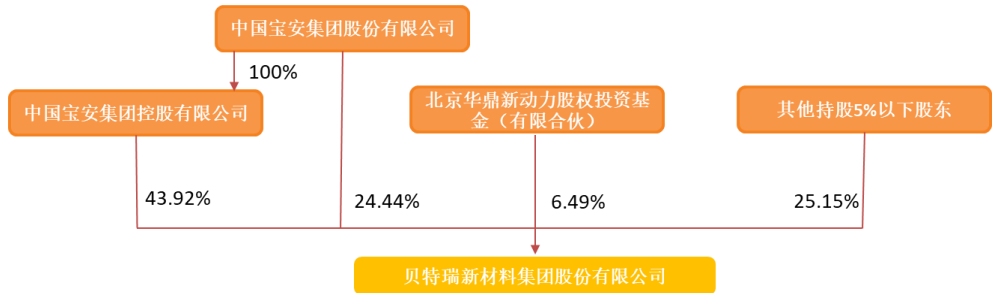 中国宝安集团股份有限公司
100%
中国宝安集团控股有限公司
北京华鼎新动力股权投资基
金（有限合伙）
其他持股5%以下股东
43.92%
24.44%
6.49%
25.15%
贝特瑞新材料集团股份有限公司